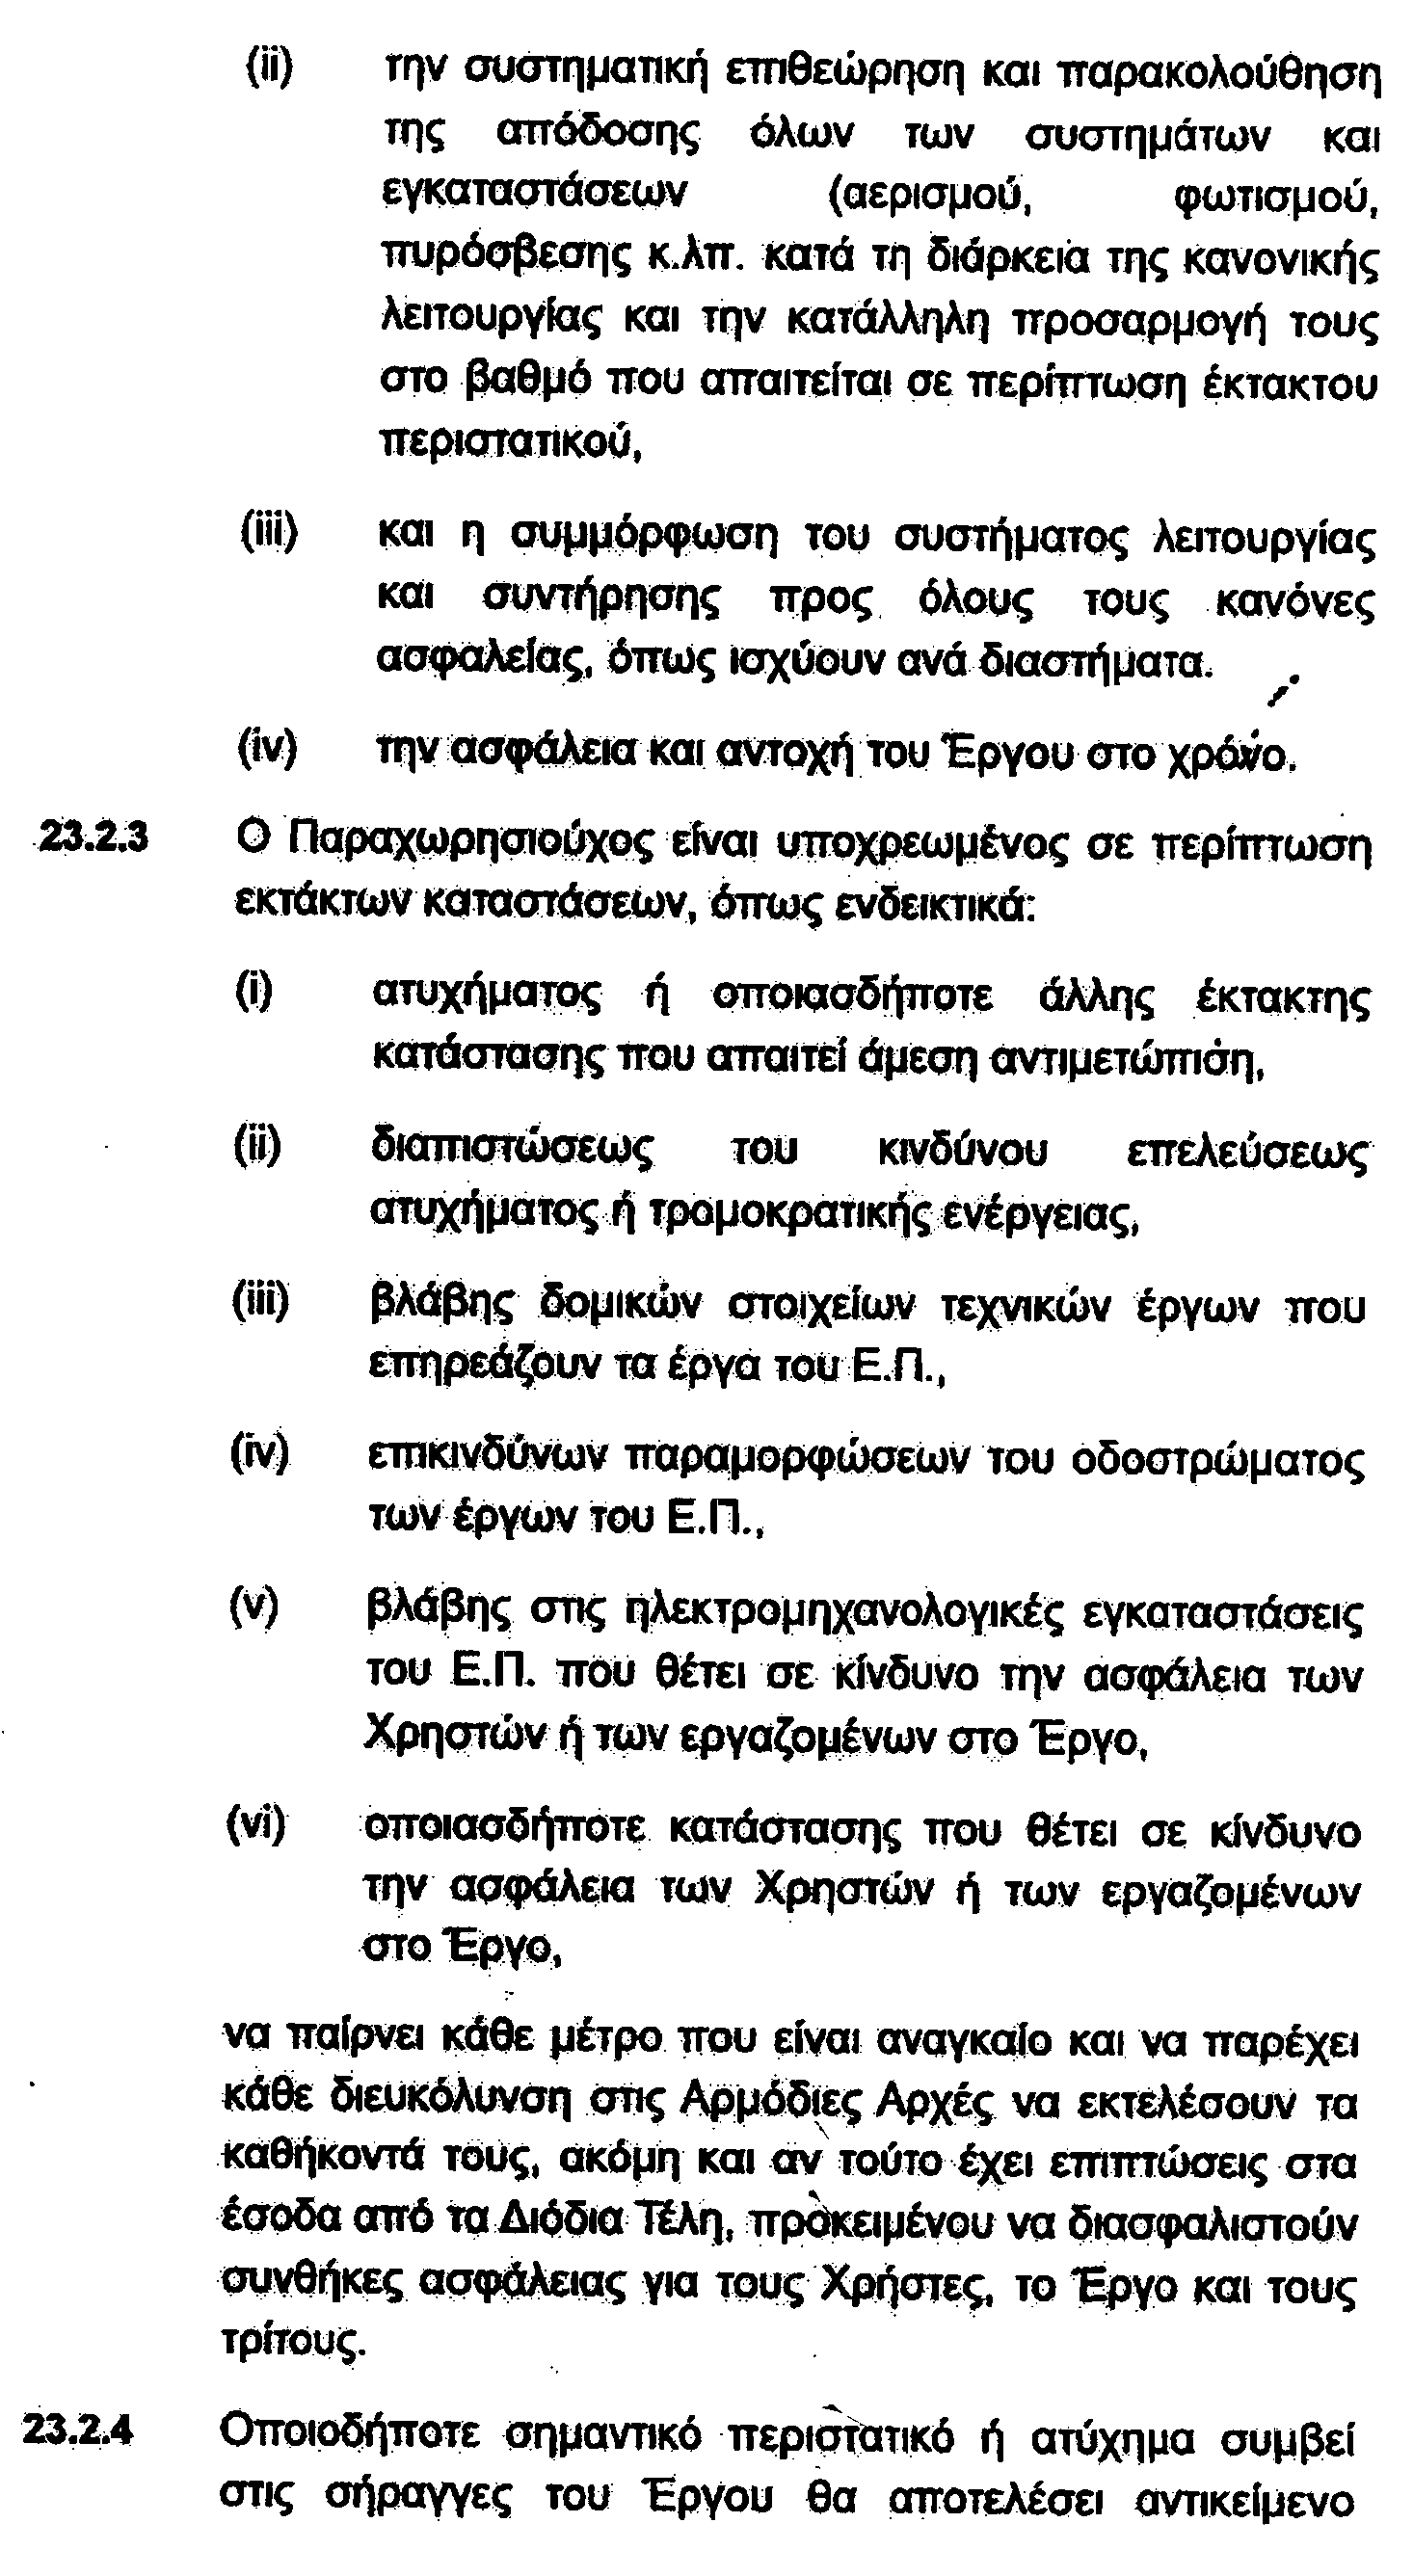 (ii) την συστηματική επιθεώρηση και παρακολούθηση
της απόδοσης όλων των συστημάτων και
εγκαταστάσεων (αερισμού, φωτισμού,
πυρόσβεσης κ.λπ. κατά τη διάρκεια της κανονικής
λειτουργίας και την κατάλληλη προσαρμογή τους
στο βαθμό που απαιτείται σε περίπτωση έκτακτου
περιστατικού,
(iii) και η συμμόρφωση του συστήματος λειτουργίας
και συντήρησης προς όλους τους κανόνες
ασφαλείας, όπως ισχύουν ανά διαστήματα.
(iv) την ασφάλεια και αντοχή του Έργου στο χρόνο.
23.2.3 Ο Παραχωρησιούχος είναι υποχρεωμένος σε περίπτωση
εκτάκτων καταστάσεων, όπως ενδεικτικά:
(i) ατυχήματος ή οποιασδήποτε άλλης έκτακτης
κατάστασης που απαιτεί άμεση αντιμετώπιση,
(ii) διαπιστώσεως του κινδύνου επελεύσεως
ατυχήματος ή τρομοκρατικής ενέργειας,
(iii) βλάβης δομικών στοιχείων τεχνικών έργων που
επηρεάζουν τα έργα του Ε.Π.,
(iv) επικινδύνων παραμορφώσεων του οδοστρώματος
των έργων του Ε.Π.,
(v) βλάβης στις ηλεκτρομηχανολογικές εγκαταστάσεις
του Ε.Π. που θέτει σε κίνδυνο την ασφάλεια των
Χρηστών ή των εργαζομένων στο Έργο,
(vi) οποιασδήποτε κατάστασης που θέτει σε κίνδυνο
την ασφάλεια των Χρηστών ή των εργαζομένων
στο Έργο,
να παίρνει κάθε μέτρο που είναι αναγκαίο και να παρέχει
κάθε διευκόλυνση στις Αρμόδιες Αρχές να εκτελέσουν τα
καθήκοντά τους, ακόμη και αν τούτο έχει επιπτώσεις στα
έσοδα από τα Διόδια Τέλη, προκειμένου να διασφαλιστούν
συνθήκες ασφάλειας για τους Χρήστες, το Έργο και τους
τρίτους.
23.2.4 Οποιοδήποτε σημαντικό περιστατικό ή ατύχημα συμβεί
στις σήραγγες του Έργου θα αποτελέσει αντικείμενο